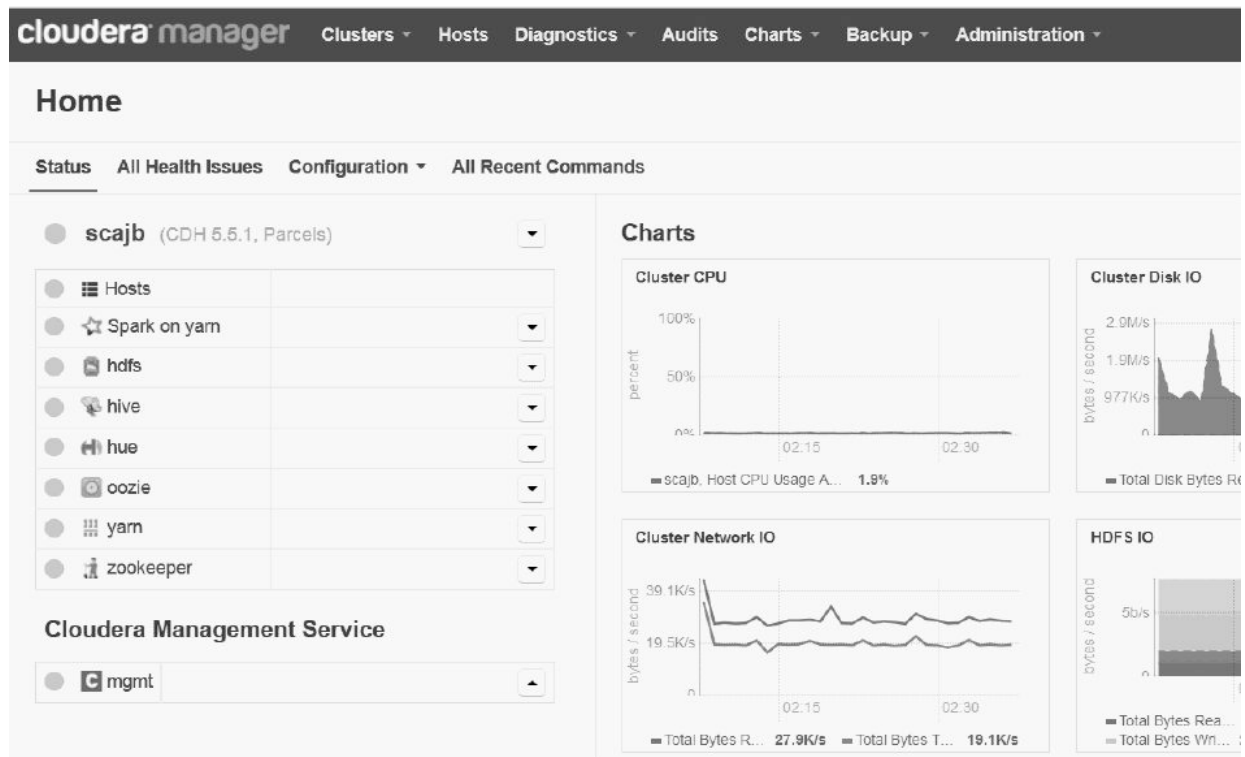 cloudera manager Clusters Hosts Diagnostics Audits Charts Backup Administration
Home
Status All Health Issues Configuration All Recent Commands
scajb (CDH 5.5.1, Parcels)
Hosts
Spark on yarn
hdfs
hive
hue
oozie
yarn
zookeeper
Cloudera Management Service
C mgmt
Charts
Cluster CPU
percent
100%
50%
0%
02:15 02:30
scajb, Host CPU Usage A... 1.9%
Cluster Disk IO
bytes / second
2.9M/s
1.9M/s
977K/s
0
Total Disk Bytes Re
Cluster Network IO
bytes / second
39.1K/s
19.5K/s
0
02:15 02:30
Total Bytes R... 27.9K/s Total Bytes T... 19.1K/s
HDFS IO
bytes / second
5b/s
0
Total Bytes Rea...
Total Bytes Wri...